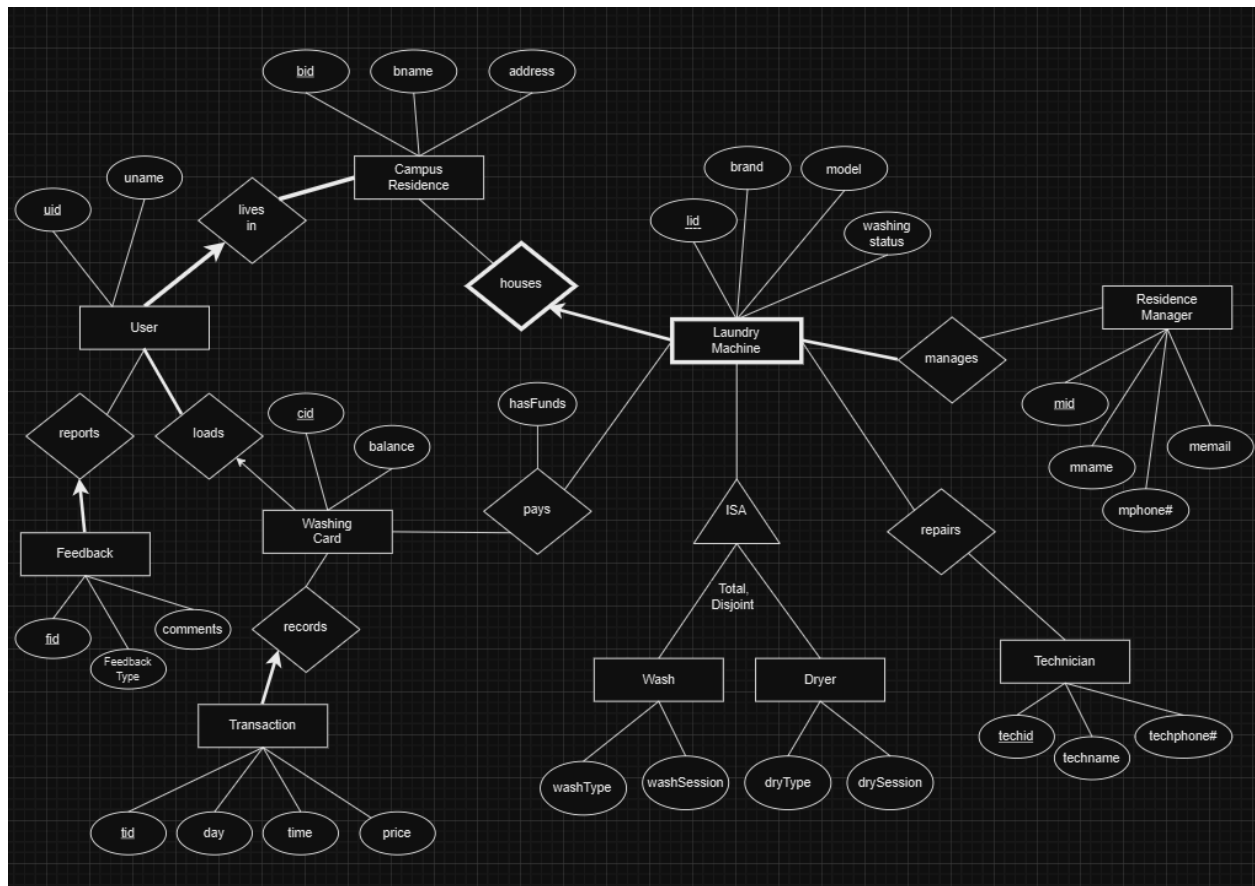 bid
bname
address
Campus
Residence
uname
uid
lives
in
brand
model
lid
washing
status
houses
User
Laundry
Machine
Residence
Manager
manages
reports
loads
cid
hasFunds
balance
mid
memail
mname
mphone#
Washing
Card
pays
ISA
repairs
Feedback
Total,
Disjoint
fid
comments
Feedback
Type
records
Wash
Dryer
Technician
Transaction
techid
techphone#
techname
washType
washSession
dryType
drySession
tid
day
time
price